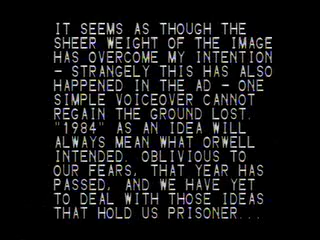 IT SEEMS AS THOUGH THE
SHEER WEIGHT OF THE IMAGE
HAS OVERCOME MY INTENTION
- STRANGELY THIS HAS ALSO
HAPPENED IN THE AD - ONE
SIMPLE VOICEOVER CANNOT
REGAIN THE GROUND LOST.
"1984" AS AN IDEA WILL
ALWAYS MEAN WHAT ORWELL
INTENDED. OBLIVIOUS TO
OUR FEARS, THAT YEAR HAS
PASSED, AND WE HAVE YET
TO DEAL WITH THOSE IDEAS
THAT HOLD US PRISONER...